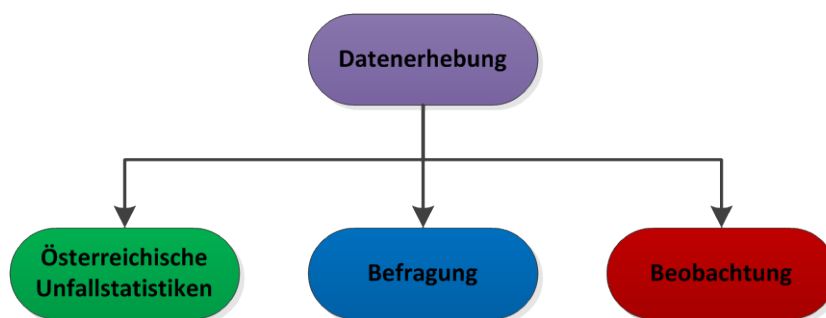 Datenerhebung
Österreichische
Unfallstatistiken
Befragung
Beobachtung